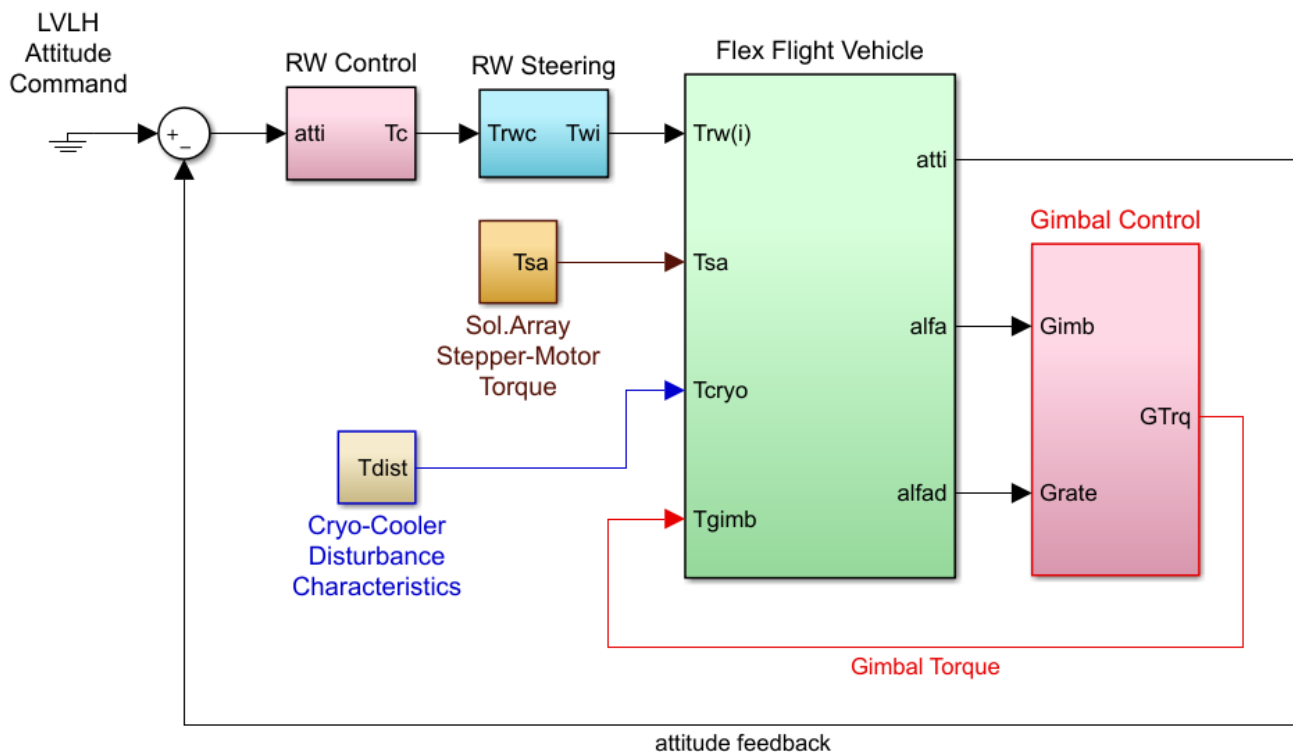 LVLH
Attitude
Command
RW Control
RW Steering
Flex Flight Vehicle
+
−
atti
Tc
Trwc
Twi
Trw(i)
atti
Gimbal Control
Tsa
Tsa
Sol.Array
Stepper-Motor
Torque
alfa
Gimb
Tcryo
GTrq
Tdist
alfad
Grate
Tgimb
Cryo-Cooler
Disturbance
Characteristics
Gimbal Torque
attitude feedback